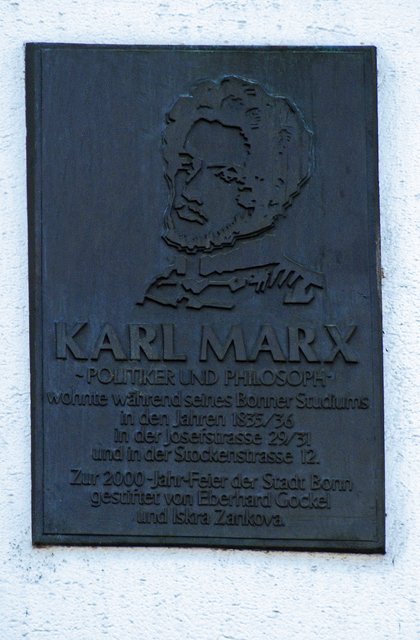 KARL MARX
-POLITIKER UND PHILOSOPH-
wohnte während seines Bonner Studiums
in den Jahren 1835/36
in der Josefstrasse 29/31
und in der Stockenstrasse 12.
Zur 2000-Jahr-Feier der Stadt Bonn
gestiftet von Eberhard Gockel
und Iskra Zankova.